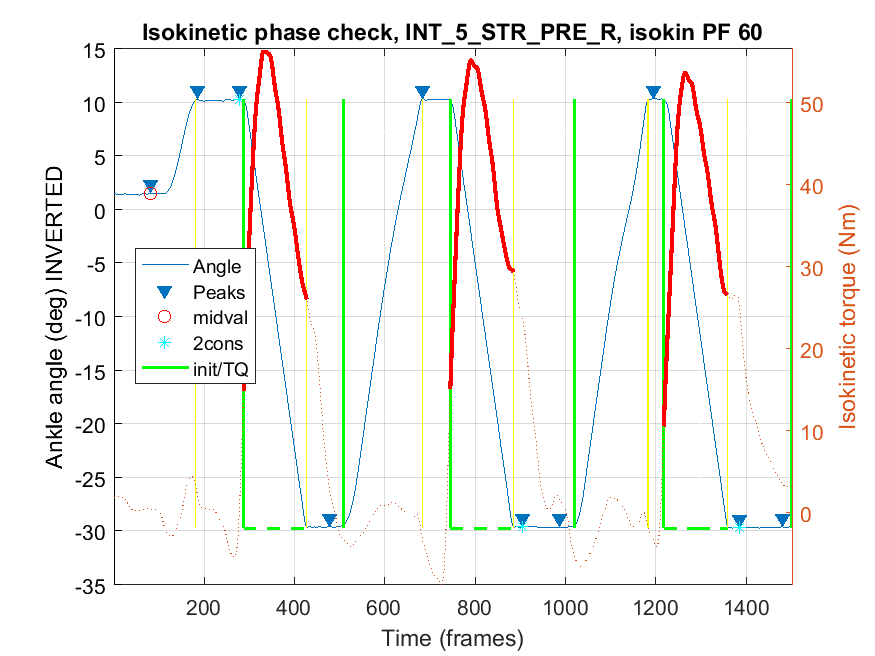 Isokinetic phase check, INT_5_STR_PRE_R, isokin PF 60
Ankle angle (deg) INVERTED
15
10
5
0
-5
-10
-15
-20
-25
-30
-35
Angle
Peaks
midval
2cons
init/TQ
50
40
30
20
10
0
Isokinetic torque (Nm)
200 400 600 800 1000 1200 1400
Time (frames)